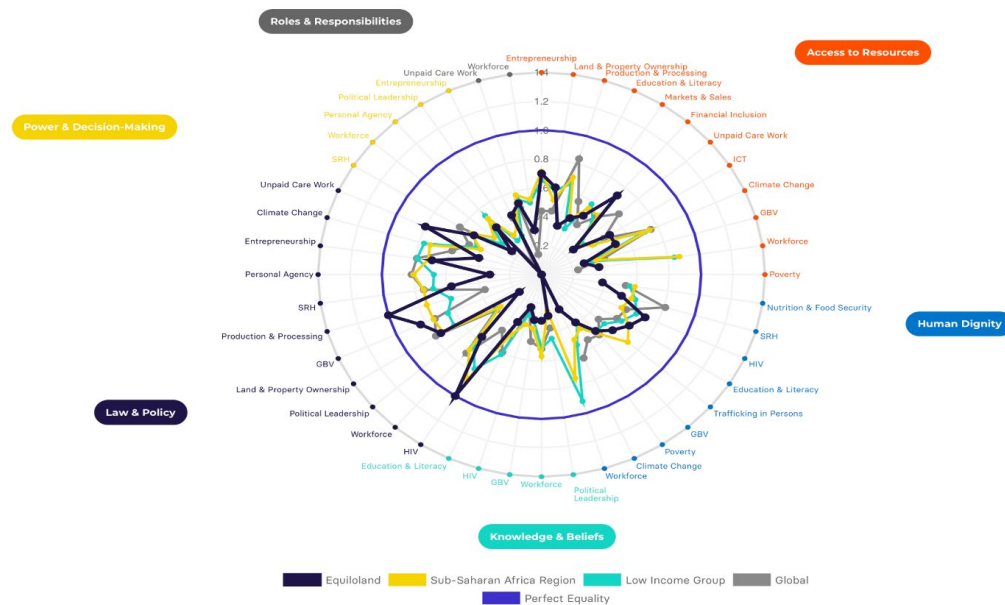 Roles & Responsibilities
Access to Resources
Power & Decision-Making
Human Dignity
Law & Policy
Knowledge & Beliefs
Entrepreneurship
Land & Property Ownership
Production & Processing
Education & Literacy
Markets & Sales
Financial Inclusion
Unpaid Care Work
ICT
Climate Change
GBV
Workforce
Poverty
Nutrition & Food Security
SRH
HIV
Education & Literacy
Trafficking in Persons
GBV
Poverty
Climate Change
Workforce
Political
Leadership
Workforce
GBV
HIV
Education & Literacy
HIV
Workforce
Political Leadership
Land & Property Ownership
GBV
Production & Processing
SRH
Personal Agency
Entrepreneurship
Climate Change
Unpaid Care Work
SRH
Workforce
Personal Agency
Political Leadership
Entrepreneurship
Unpaid Care Work
Workforce
1.4
1.2
1.0
0.8
0.6
0.4
0.2
Equiloland
Sub-Saharan Africa Region
Low Income Group
Global
Perfect Equality